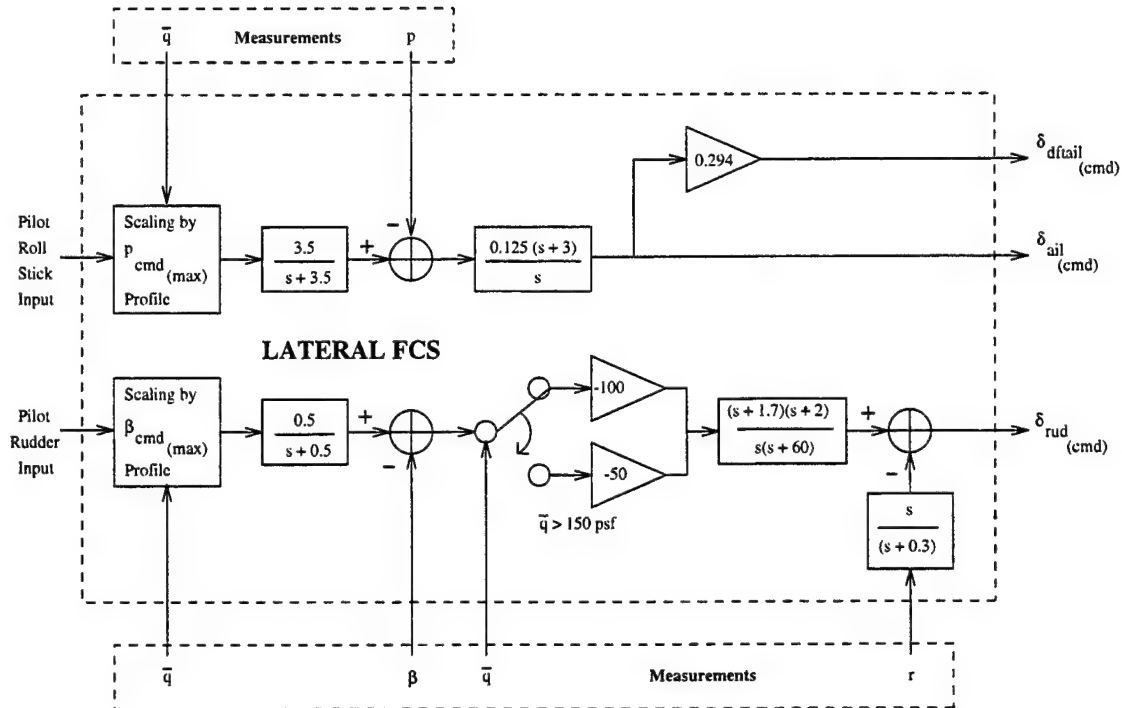 q̄ Measurements p
0.294
δ dftail (cmd)
Pilot
Roll
Stick
Input
Scaling by
p cmd (max)
Profile
3.5
s + 3.5
+
−
0.125 (s + 3)
s
δ ail (cmd)
LATERAL FCS
Pilot
Rudder
Input
Scaling by
β cmd (max)
Profile
0.5
s + 0.5
+
−
-100
-50
q̄ > 150 psf
(s + 1.7)(s + 2)
s(s + 60)
+
−
δ rud (cmd)
s
(s + 0.3)
q̄ β q̄ Measurements r